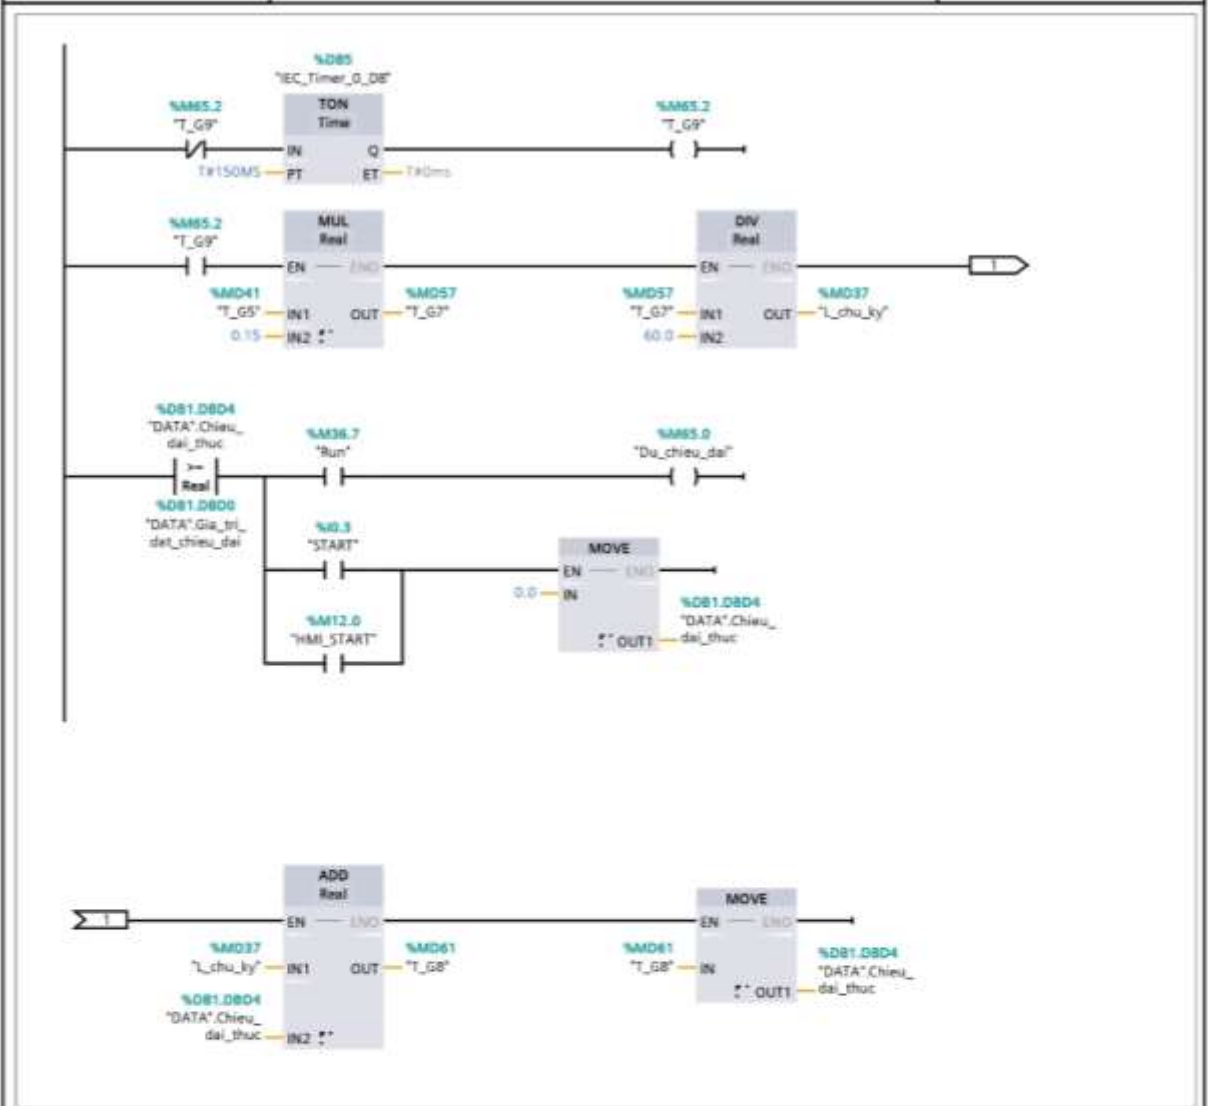 %DB5
"IEC_Timer_0_DB"
%M65.2
"T_G9"
TON
Time
%M65.2
"T_G9"
IN Q
T#150MS PT ET T#0ms
%M65.2
"T_G9"
MUL
Real
DIV
Real
EN ENO
EN ENO
1
%MD41
"T_G5" IN1
%MD57
OUT "T_G7"
0.15 IN2
%MD57
"T_G7" IN1
%MD37
OUT "L_chu_ky"
60.0 IN2
%DB1.DBD4
"DATA".Chieu_
dai_thuc
>=
Real
%DB1.DBD0
"DATA".Gia_tri_
dat_chieu_dai
%M36.7
"Run"
%M65.0
"Du_chieu_dai"
%I0.3
"START"
%M12.0
"HMI_START"
MOVE
EN ENO
0.0 IN
OUT1
%DB1.DBD4
"DATA".Chieu_
dai_thuc
1
ADD
Real
EN ENO
%MD37
"L_chu_ky" IN1
%MD61
OUT "T_G8"
%DB1.DBD4
"DATA".Chieu_
dai_thuc IN2
MOVE
EN ENO
%MD61
"T_G8" IN
OUT1
%DB1.DBD4
"DATA".Chieu_
dai_thuc